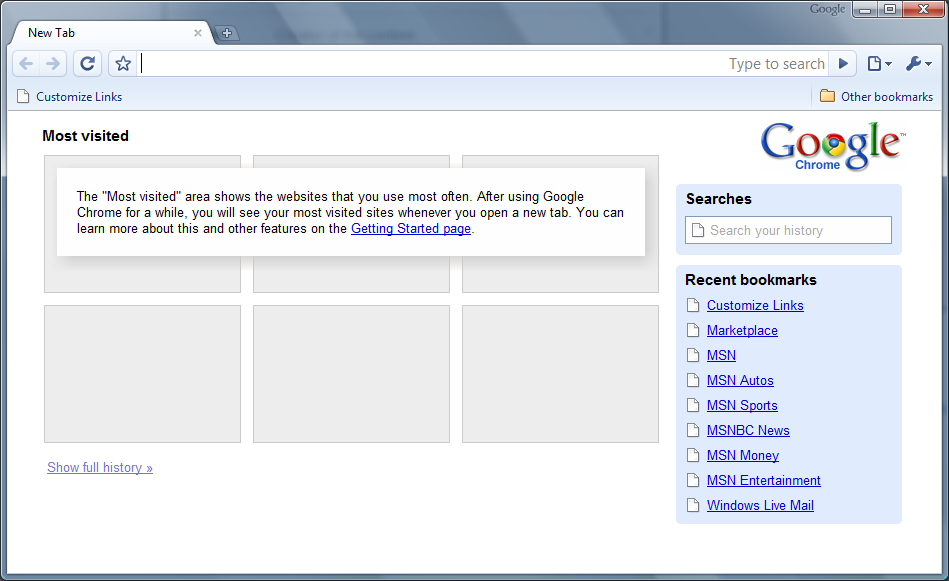 Google
New Tab
Type to search
Customize Links
Other bookmarks
Most visited
Google
Chrome
™
The "Most visited" area shows the websites that you use most often. After using Google
Chrome for a while, you will see your most visited sites whenever you open a new tab. You can
learn more about this and other features on the Getting Started page.
Searches
Search your history
Recent bookmarks
Customize Links
Marketplace
MSN
MSN Autos
MSN Sports
MSNBC News
MSN Money
MSN Entertainment
Windows Live Mail
Show full history »